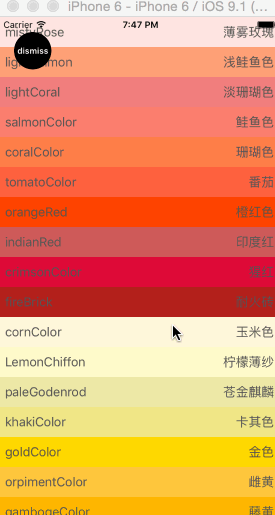 iPhone 6 - iPhone 6 / iOS 9.1 (...
Carrier 7:47 PM
mistyRose 薄雾玫瑰
dismiss
lightSalmon 浅鲑鱼色
lightCoral 淡珊瑚色
salmonColor 鲑鱼色
coralColor 珊瑚色
tomatoColor 番茄
orangeRed 橙红色
indianRed 印度红
crimsonColor 猩红
fireBrick 耐火砖
cornColor 玉米色
LemonChiffon 柠檬薄纱
paleGodenrod 苍金麒麟
khakiColor 卡其色
goldColor 金色
orpimentColor 雌黄
gambogeColor 藤黄